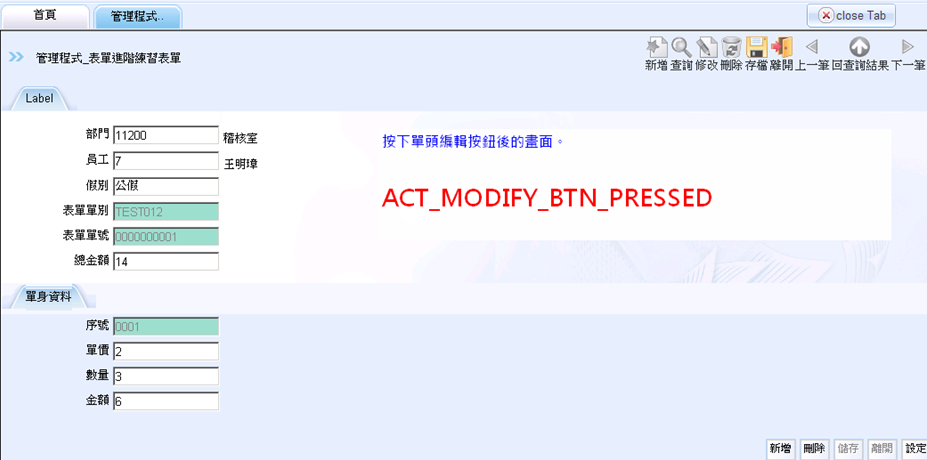 首頁 管理程式.. close Tab
管理程式_表單進階練習表單
新增 查詢 修改 刪除 存檔 離開 上一筆 回查詢結果 下一筆
Label
部門 11200 稽核室
員工 7 王明瑋
假別 公假
表單單別 TEST012
表單單號 0000000001
總金額 14
按下單頭編輯按鈕後的畫面。
ACT_MODIFY_BTN_PRESSED
單身資料
序號 0001
單價 2
數量 3
金額 6
新增 刪除 儲存 離開 設定